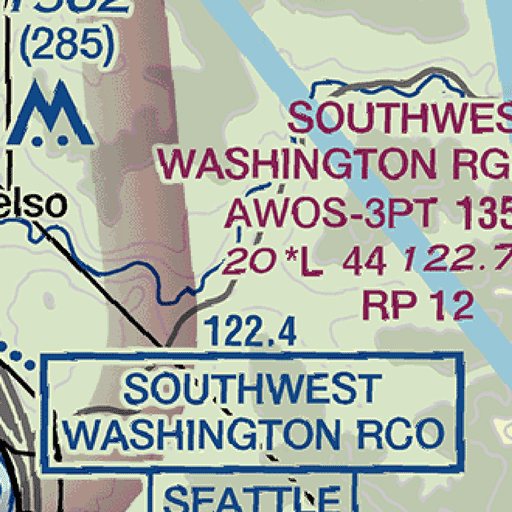 (285)
SOUTHWES
WASHINGTON RG
elso
AWOS-3PT 135
20 *L 44 122.7
RP 12
122.4
SOUTHWEST
WASHINGTON RCO
SEATTLE